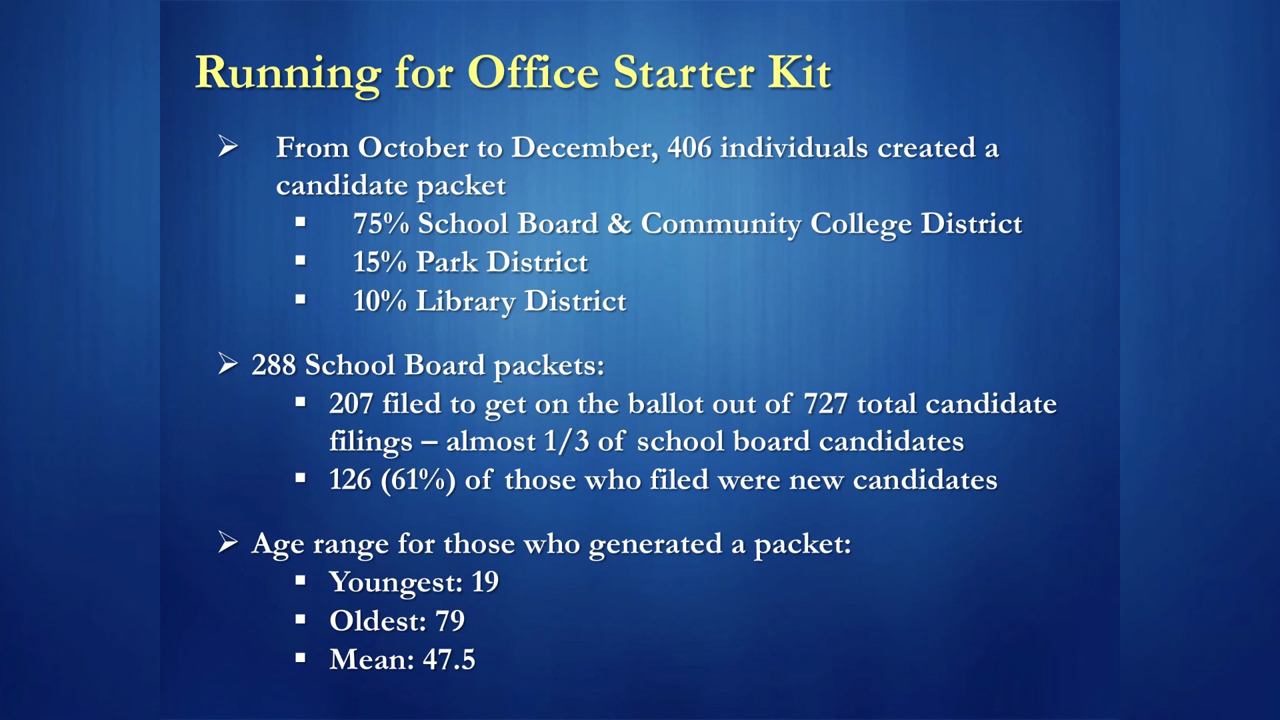 Running for Office Starter Kit
➢ From October to December, 406 individuals created a
candidate packet
▪ 75% School Board & Community College District
▪ 15% Park District
▪ 10% Library District
➢ 288 School Board packets:
▪ 207 filed to get on the ballot out of 727 total candidate
filings – almost 1/3 of school board candidates
▪ 126 (61%) of those who filed were new candidates
➢ Age range for those who generated a packet:
▪ Youngest: 19
▪ Oldest: 79
▪ Mean: 47.5